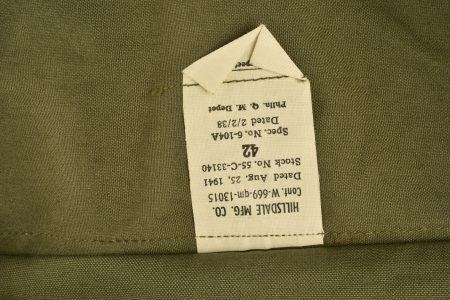 HILLSDALE MFG. CO.
Cont. W-669-qm-13015
Dated Aug. 25, 1941
Stock No. 55-C-33140
42
Spec. No. 6-104A
Dated 2/2/38
Phila. Q. M. Depot